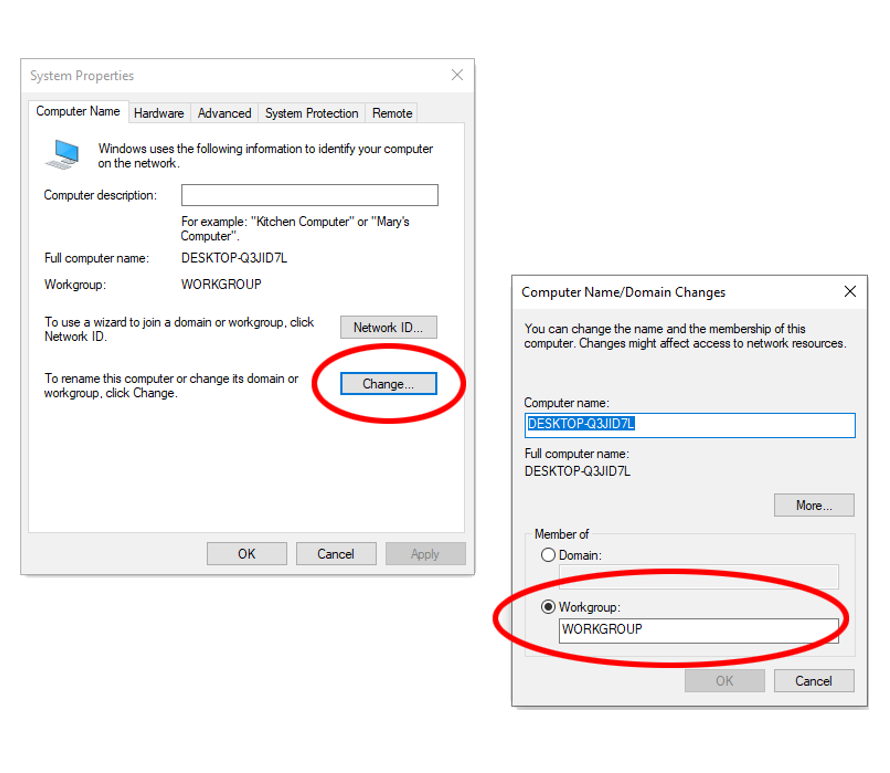 System Properties
Computer Name Hardware Advanced System Protection Remote
Windows uses the following information to identify your computer
on the network.
Computer description:
For example: "Kitchen Computer" or "Mary's
Computer".
Full computer name: DESKTOP-Q3JID7L
Workgroup: WORKGROUP
To use a wizard to join a domain or workgroup, click
Network ID.
Network ID...
To rename this computer or change its domain or
workgroup, click Change.
Change...
OK Cancel Apply
Computer Name/Domain Changes
You can change the name and the membership of this
computer. Changes might affect access to network resources.
Computer name:
DESKTOP-Q3JID7L
Full computer name:
DESKTOP-Q3JID7L
More...
Member of
Domain:
Workgroup:
WORKGROUP
OK Cancel